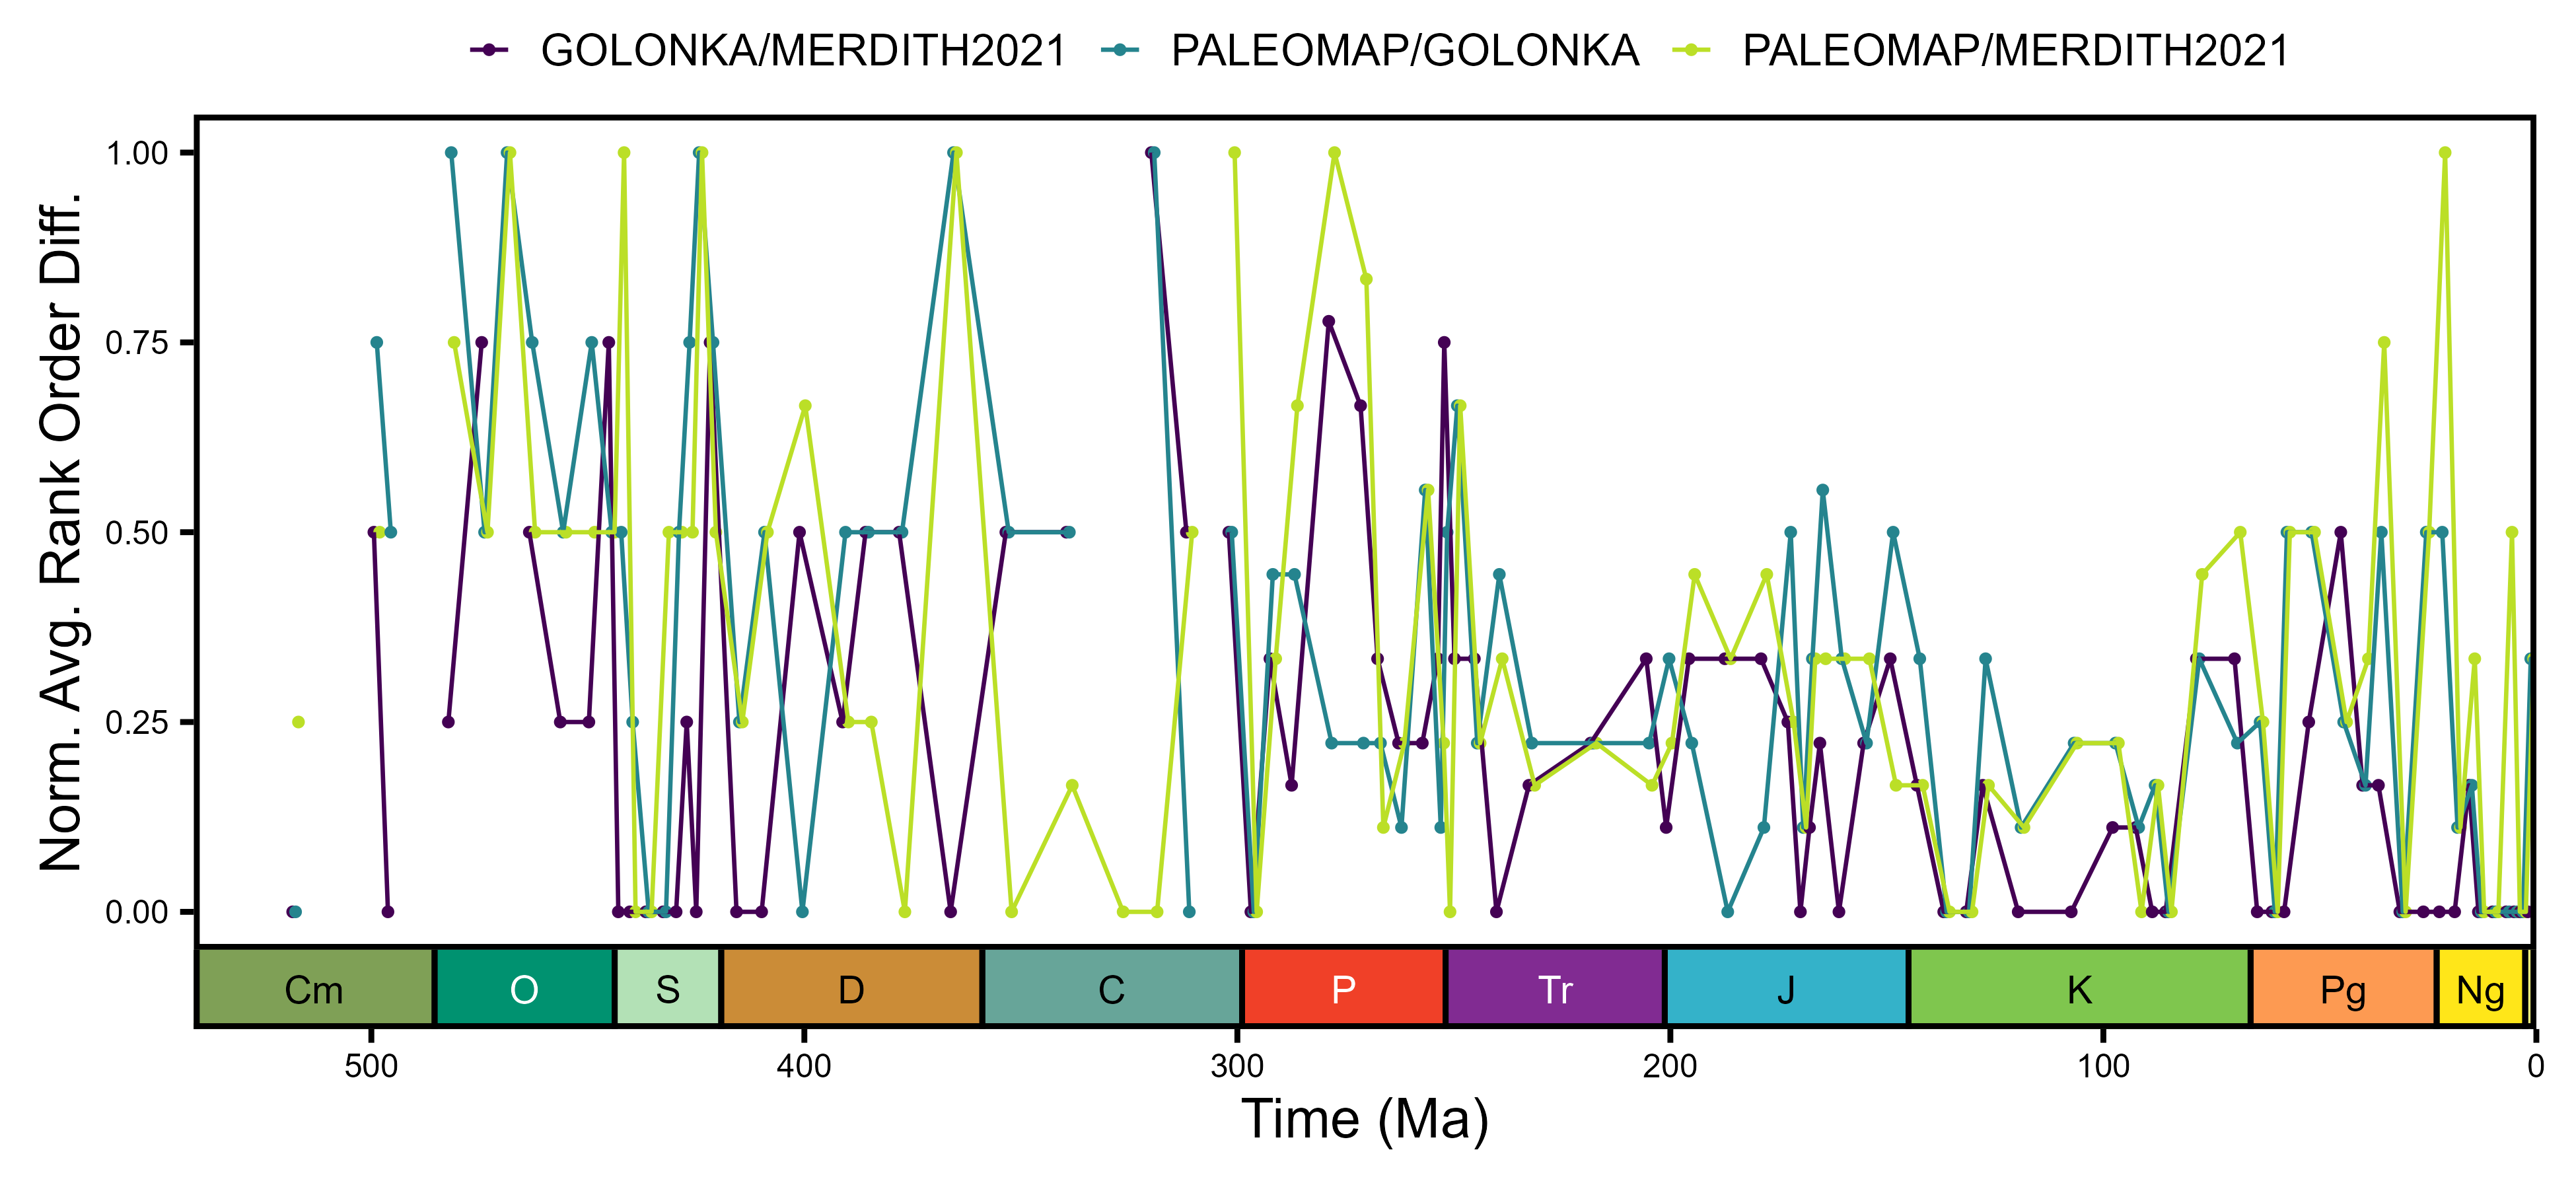 GOLONKA/MERDITH2021 PALEOMAP/GOLONKA PALEOMAP/MERDITH2021
Norm. Avg. Rank Order Diff.
1.00
0.75
0.50
0.25
0.00
Cm O S D C P Tr J K Pg Ng
500 400 300 200 100 0
Time (Ma)